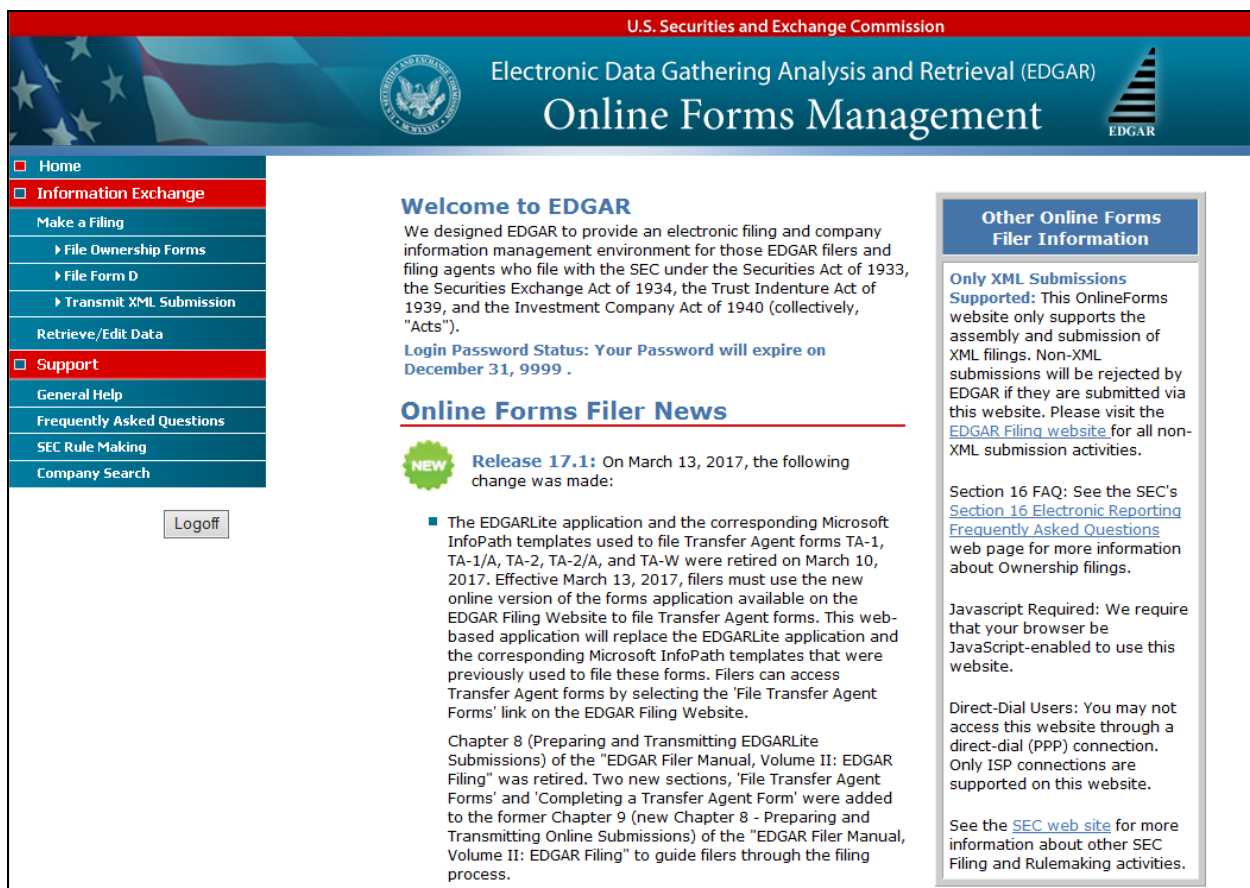 U.S. Securities and Exchange Commission
Electronic Data Gathering Analysis and Retrieval (EDGAR)
Online Forms Management
EDGAR
Home
Information Exchange
Make a Filing
File Ownership Forms
File Form D
Transmit XML Submission
Retrieve/Edit Data
Support
General Help
Frequently Asked Questions
SEC Rule Making
Company Search
Logoff
Welcome to EDGAR
We designed EDGAR to provide an electronic filing and company
information management environment for those EDGAR filers and
filing agents who file with the SEC under the Securities Act of 1933,
the Securities Exchange Act of 1934, the Trust Indenture Act of
1939, and the Investment Company Act of 1940 (collectively,
"Acts").
Login Password Status: Your Password will expire on
December 31, 9999 .
Online Forms Filer News
NEW
Release 17.1: On March 13, 2017, the following
change was made:
The EDGARLite application and the corresponding Microsoft
InfoPath templates used to file Transfer Agent forms TA-1,
TA-1/A, TA-2, TA-2/A, and TA-W were retired on March 10,
2017. Effective March 13, 2017, filers must use the new
online version of the forms application available on the
EDGAR Filing Website to file Transfer Agent forms. This web-
based application will replace the EDGARLite application and
the corresponding Microsoft InfoPath templates that were
previously used to file these forms. Filers can access
Transfer Agent forms by selecting the 'File Transfer Agent
Forms' link on the EDGAR Filing Website.
Chapter 8 (Preparing and Transmitting EDGARLite
Submissions) of the "EDGAR Filer Manual, Volume II: EDGAR
Filing" was retired. Two new sections, 'File Transfer Agent
Forms' and 'Completing a Transfer Agent Form' were added
to the former Chapter 9 (new Chapter 8 - Preparing and
Transmitting Online Submissions) of the "EDGAR Filer Manual,
Volume II: EDGAR Filing" to guide filers through the filing
process.
Other Online Forms
Filer Information
Only XML Submissions
Supported: This OnlineForms
website only supports the
assembly and submission of
XML filings. Non-XML
submissions will be rejected by
EDGAR if they are submitted via
this website. Please visit the
EDGAR Filing website for all non-
XML submission activities.
Section 16 FAQ: See the SEC's
Section 16 Electronic Reporting
Frequently Asked Questions
web page for more information
about Ownership filings.
Javascript Required: We require
that your browser be
JavaScript-enabled to use this
website.
Direct-Dial Users: You may not
access this website through a
direct-dial (PPP) connection.
Only ISP connections are
supported on this website.
See the SEC web site for more
information about other SEC
Filing and Rulemaking activities.